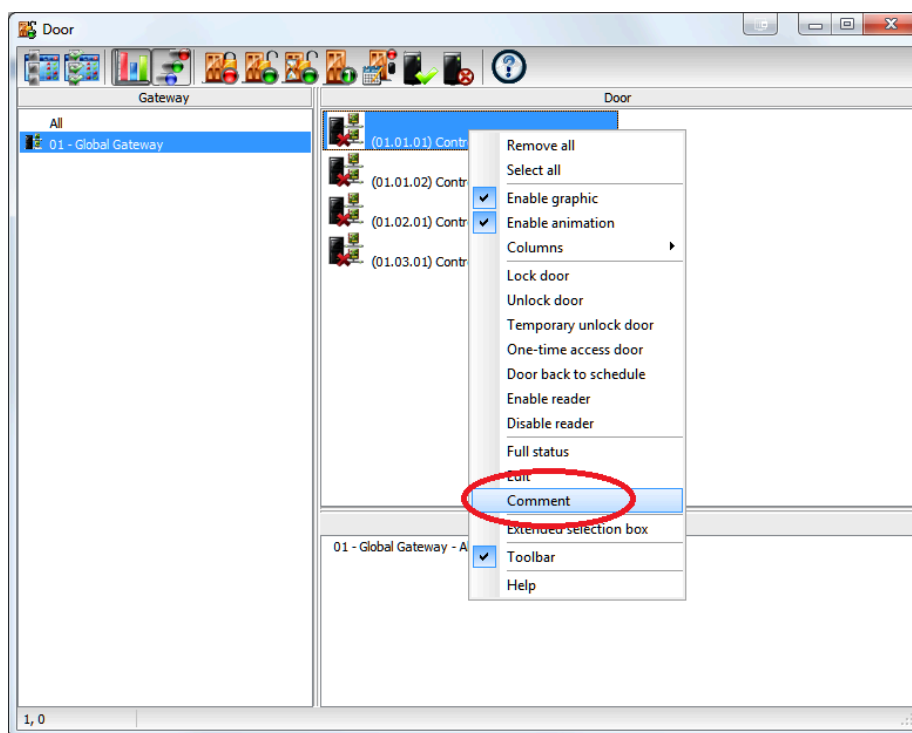 Door
Gateway
Door
All
01 - Global Gateway
(01.01.01) Contr
(01.01.02) Contr
(01.02.01) Contr
(01.03.01) Contr
Remove all
Select all
Enable graphic
Enable animation
Columns
Lock door
Unlock door
Temporary unlock door
One-time access door
Door back to schedule
Enable reader
Disable reader
Full status
Edit
Comment
Extended selection box
Toolbar
Help
01 - Global Gateway - A
1, 0